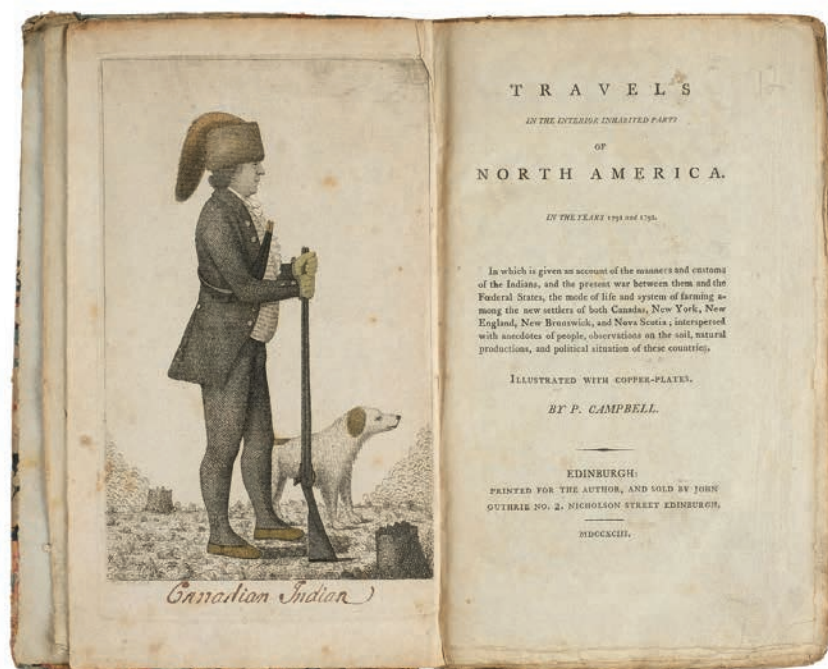 Canadian Indian
TRAVELS
IN THE INTERIOR INHABITED PARTS
OF
NORTH AMERICA.
IN THE YEARS 1791 and 1792.
In which is given an account of the manners and customs
of the Indians, and the present war between them and the
Fœderal States, the mode of life and system of farming a-
mong the new settlers of both Canadas, New York, New
England, New Brunswick, and Nova Scotia; interspersed
with anecdotes of people, observations on the soil, natural
productions, and political situation of these countries.
ILLUSTRATED WITH COPPER-PLATES.
BY P. CAMPBELL.
EDINBURGH:
PRINTED FOR THE AUTHOR, AND SOLD BY JOHN
GUTHRIE NO. 2. NICHOLSON STREET EDINBURGH.
MDCCXCIII.